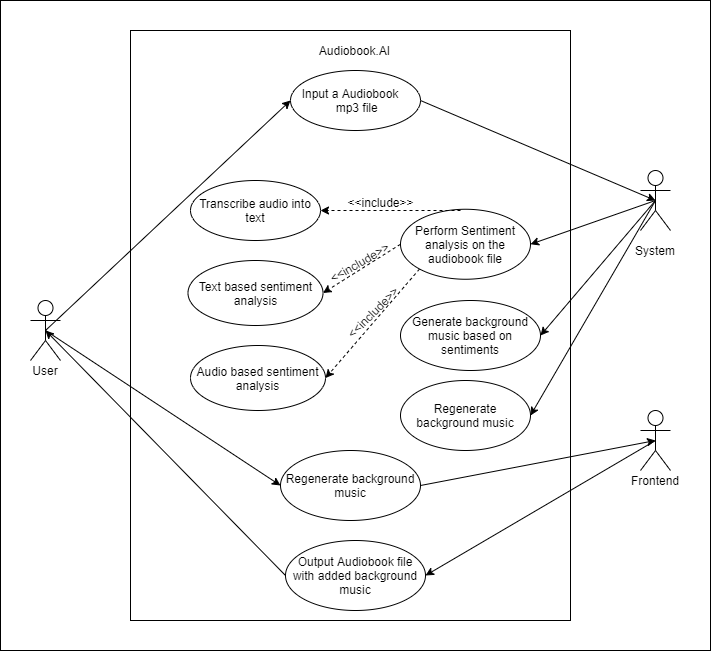 Audiobook.AI
Input a Audiobook
mp3 file
Transcribe audio into
text
<<include>>
Perform Sentiment
analysis on the
audiobook file
System
<<include>>
Text based sentiment
analysis
<<include>>
Generate background
music based on
sentiments
User
Audio based sentiment
analysis
Regenerate
background music
Regenerate background
music
Frontend
Output Audiobook file
with added background
music